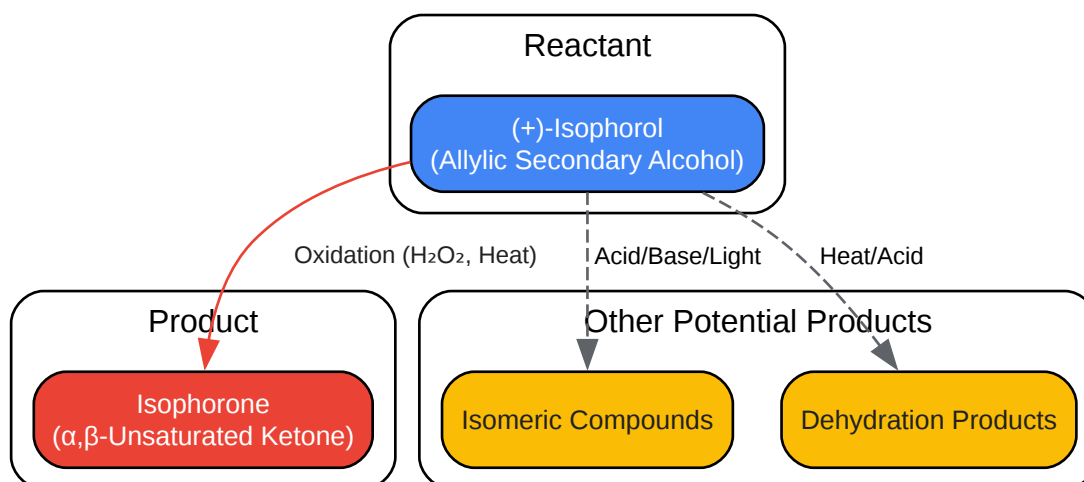 Reactant
(+)-Isophorol
(Allylic Secondary Alcohol)
Oxidation (H₂O₂, Heat)
Acid/Base/Light
Heat/Acid
Product
Isophorone
(α,β-Unsaturated Ketone)
Other Potential Products
Isomeric Compounds
Dehydration Products